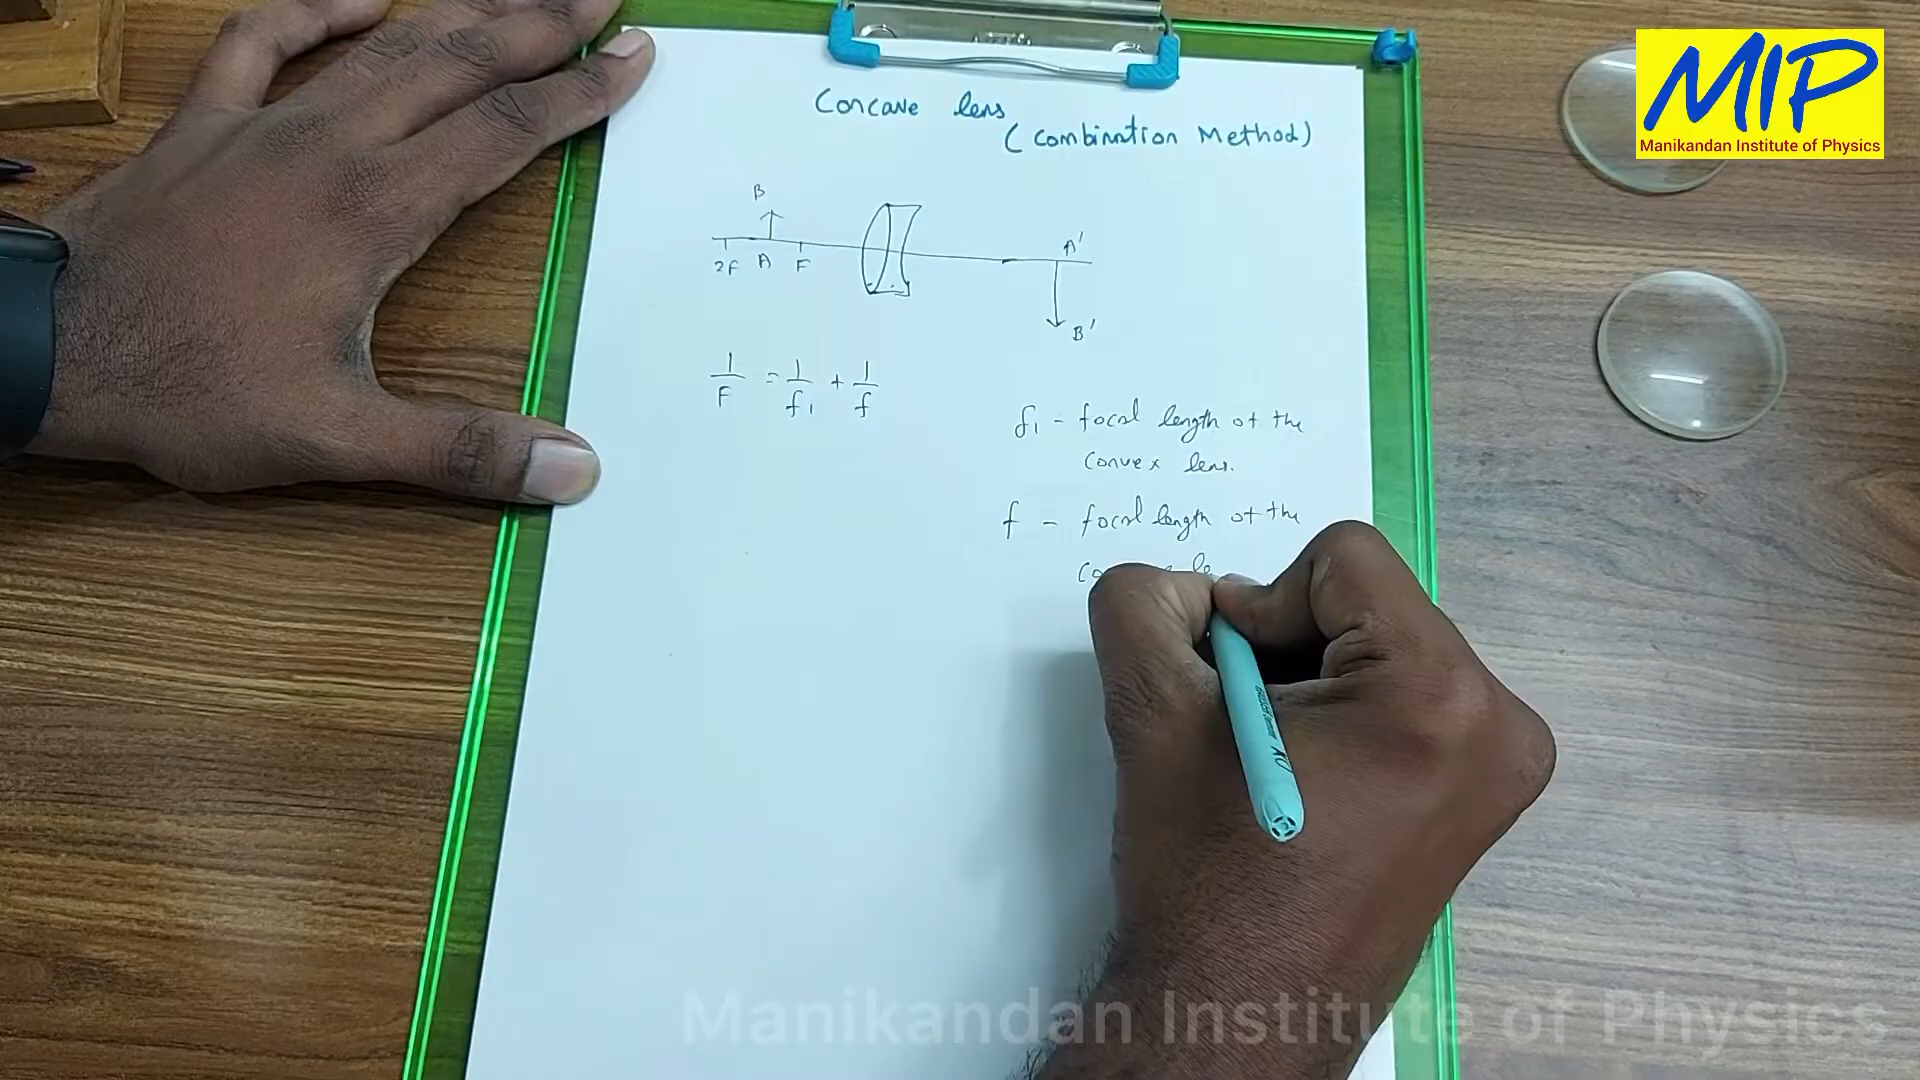 MIP
Manikandan Institute of Physics
Concave lens
(Combination Method)
B
2F A F
A'
B'
1/F = 1/f1 + 1/f
f1 - focal length of the
convex lens.
f - focal length of the
Manikandan Institute of Physics